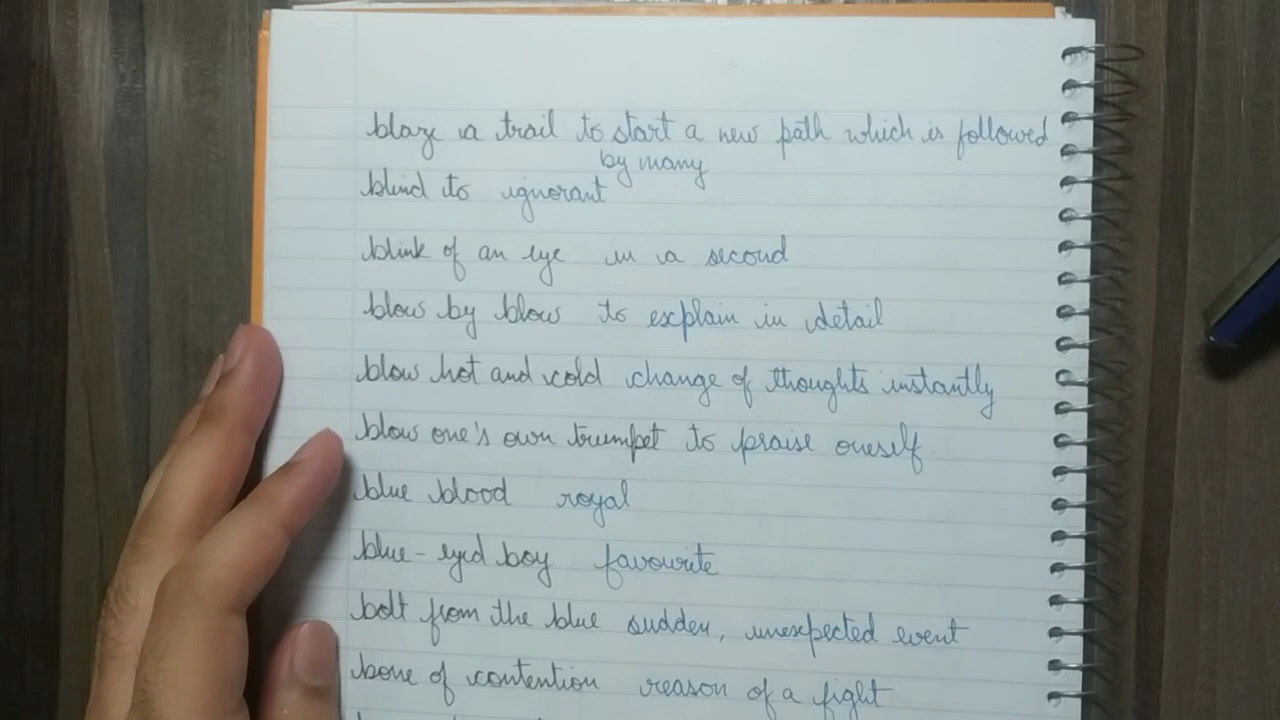 blaze a trail to start a new path which is followed
by many
blind to ignorant
blink of an eye in a second
blow by blow to explain in detail
blow hot and cold change of thoughts instantly
blow one's own trumpet to praise oneself
blue blood royal
blue-eyed boy favourite
bolt from the blue sudden, unexpected event
bone of contention reason of a fight